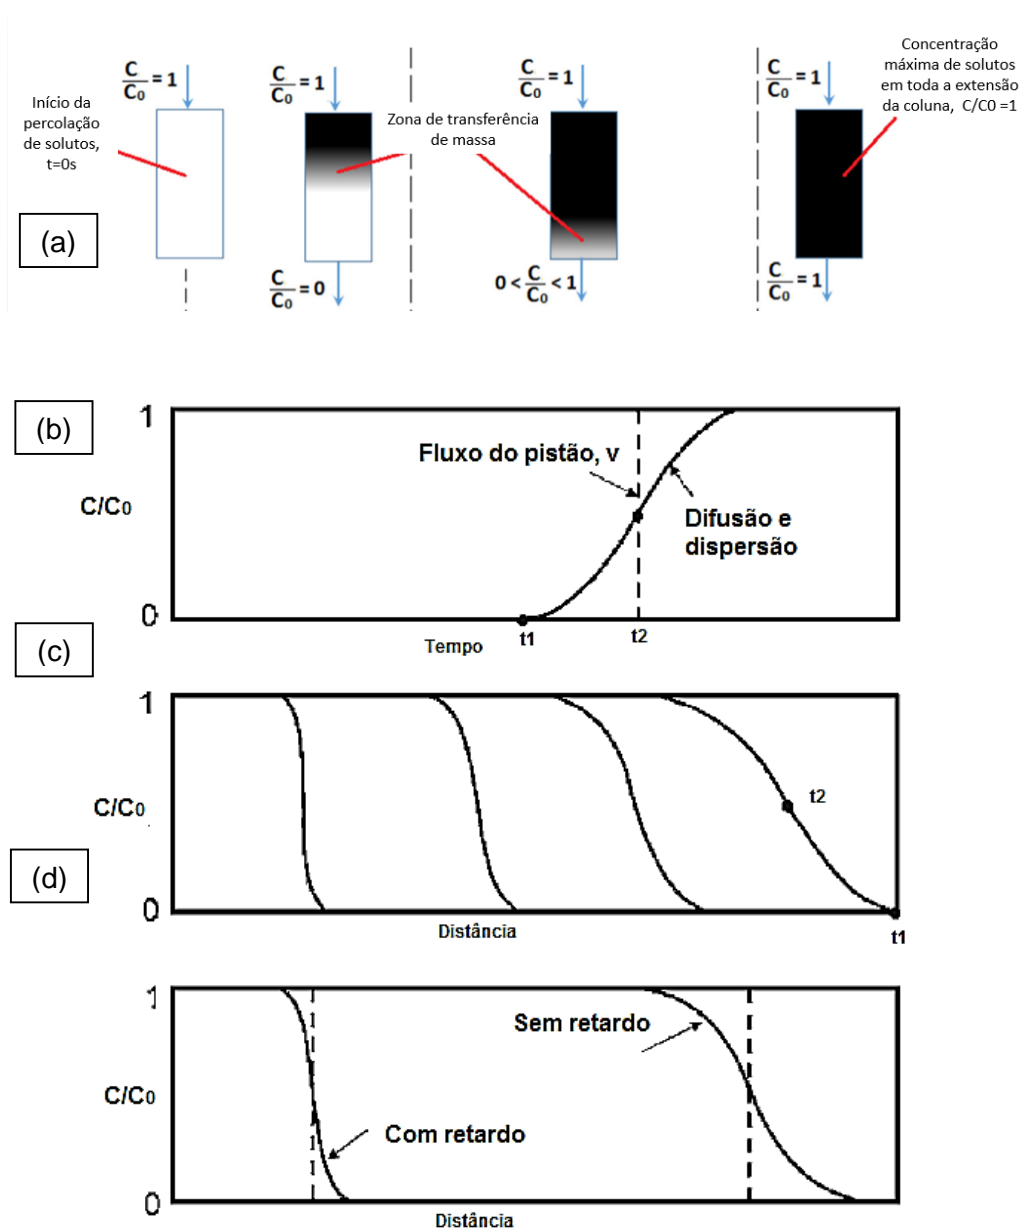 C/C0 = 1
C/C0 = 1
C/C0 = 1
C/C0 = 1
Concentração
máxima de solutos
em toda a extensão
da coluna, C/C0 =1
Início da
percolação
de solutos,
t=0s
Zona de transferência
de massa
(a)
C/C0 = 0
0 < C/C0 < 1
C/C0 = 1
(b)
1
Fluxo do pistão, v
C/C0
Difusão e
dispersão
0
Tempo
t1
t2
(c)
1
C/C0
t2
(d)
0
Distância
t1
1
Sem retardo
C/C0
Com retardo
0
Distância